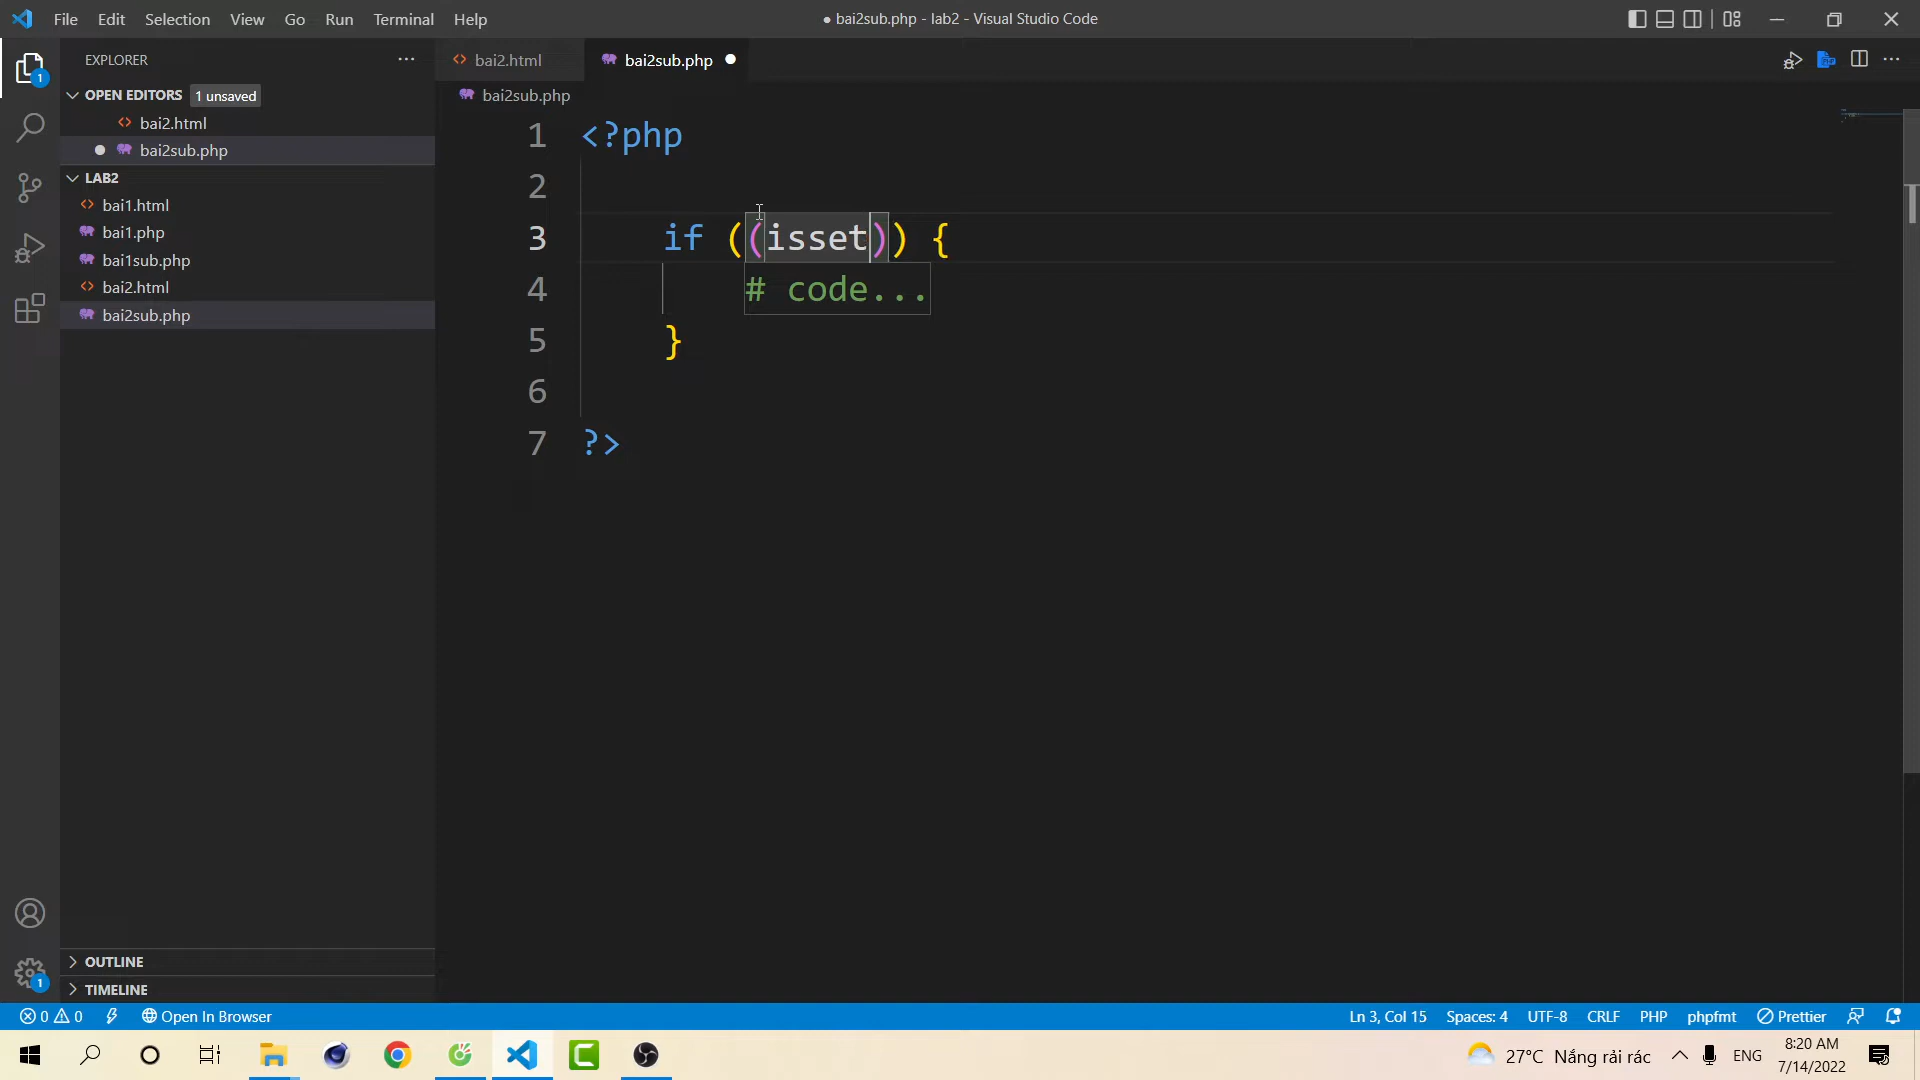 File Edit Selection View Go Run Terminal Help
● bai2sub.php - lab2 - Visual Studio Code
EXPLORER ···
OPEN EDITORS 1 unsaved
bai2.html
bai2sub.php
LAB2
bai1.html
bai1.php
bai1sub.php
bai2.html
bai2sub.php
OUTLINE
TIMELINE
1
1
bai2.html bai2sub.php ●
bai2sub.php
1 <?php
2
3 if ((isset)) {
4 # code...
5 }
6
7 ?>
0 0 Open In Browser
Ln 3, Col 15 Spaces: 4 UTF-8 CRLF PHP phpfmt Prettier
27°C Nắng rải rác ENG 8:20 AM
7/14/2022